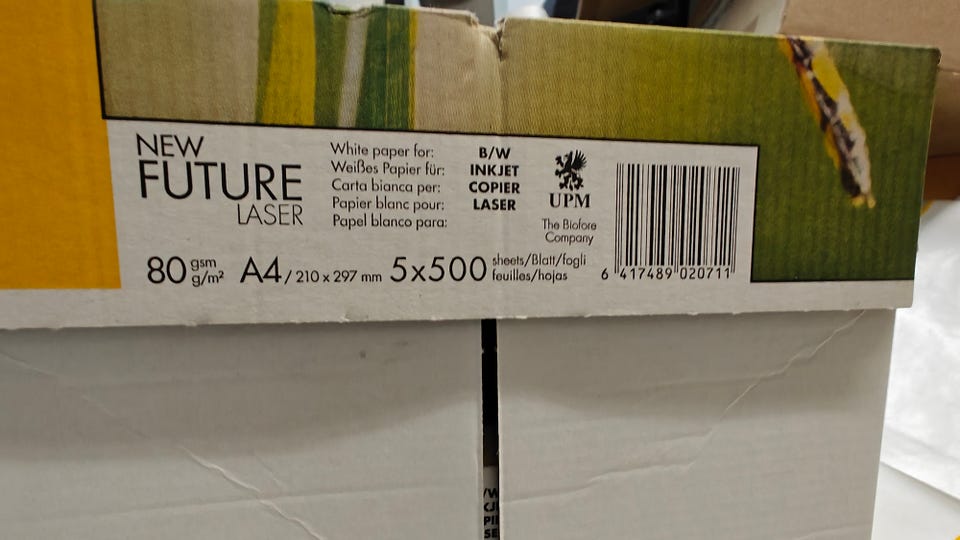 NEW
FUTURE
LASER
White paper for:
Weißes Papier für:
Carta bianca per:
Papier blanc pour:
Papel blanco para:
B/W
INKJET
COPIER
LASER
UPM
The Biofore
Company
80 gsm g/m²
A4 / 210 x 297 mm
5x500 sheets/Blatt/fogli
feuilles/hojas
6 417489 020711